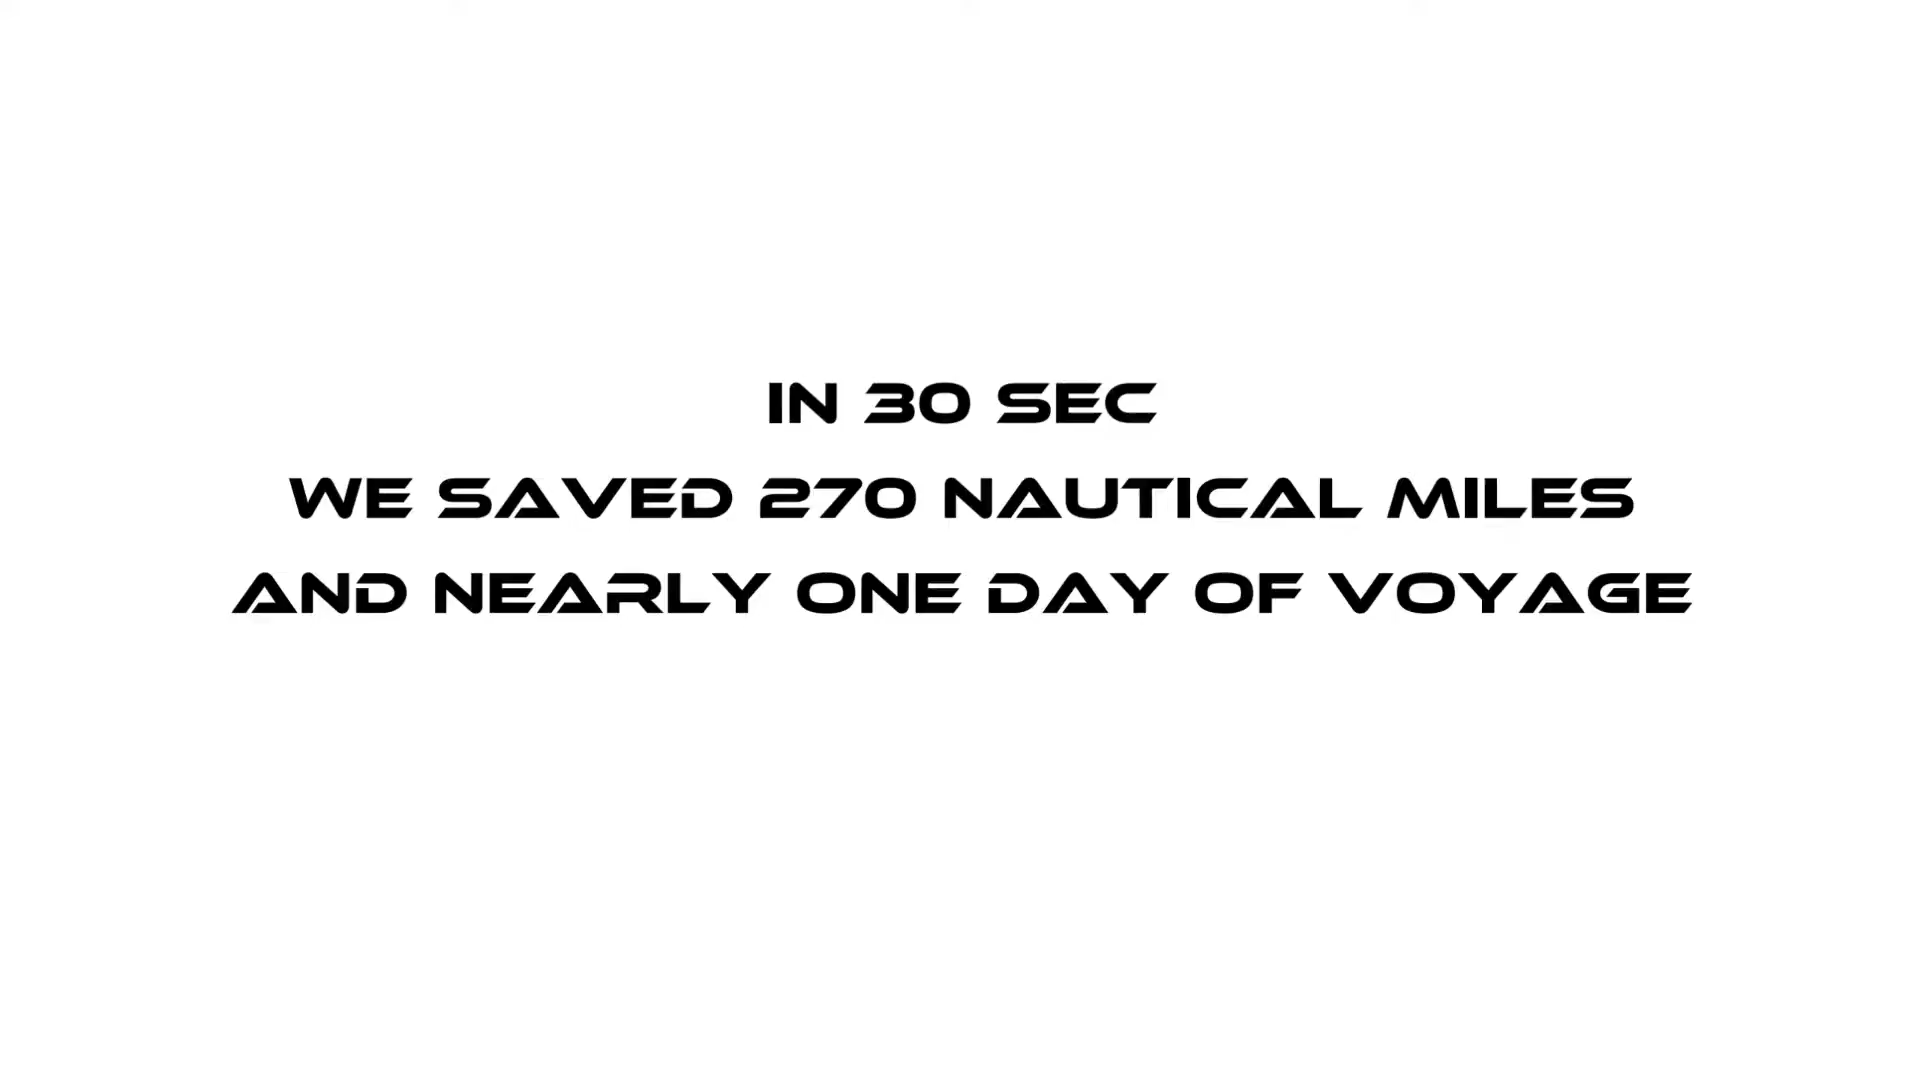 IN 30 SEC
WE SAVED 270 NAUTICAL MILES
AND NEARLY ONE DAY OF VOYAGE